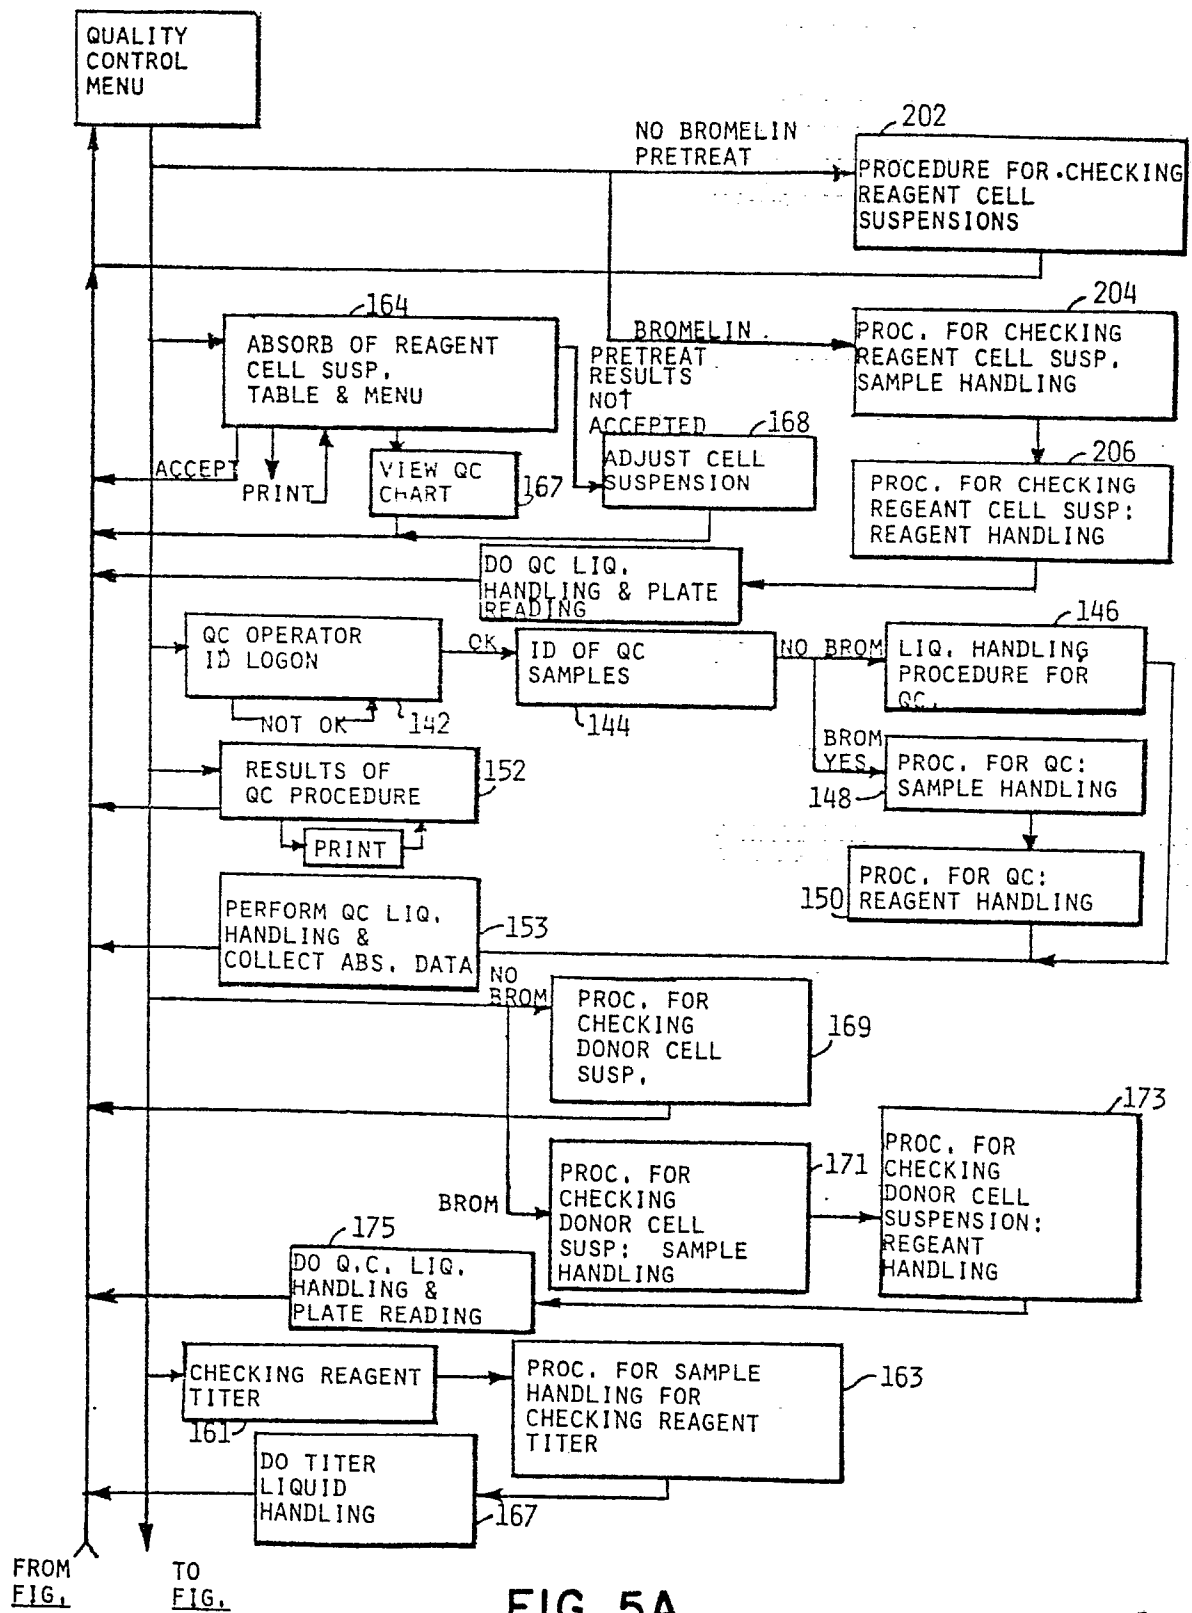 QUALITY
CONTROL
MENU
NO BROMELIN
PRETREAT
202
PROCEDURE FOR CHECKING
REAGENT CELL
SUSPENSIONS
164
ABSORB OF REAGENT
CELL SUSP.
TABLE & MENU
BROMELIN
PRETREAT
RESULTS
NOT
ACCEPTED
204
PROC. FOR CHECKING
REAGENT CELL SUSP.
SAMPLE HANDLING
ACCEPT
PRINT
VIEW QC
CHART
167
168
ADJUST CELL
SUSPENSION
206
PROC. FOR CHECKING
REGEANT CELL SUSP:
REAGENT HANDLING
DO QC LIQ.
HANDLING & PLATE
READING
QC OPERATOR
ID LOGON
OK
NOT OK
142
ID OF QC
SAMPLES
144
NO BROM
146
LIQ. HANDLING
PROCEDURE FOR
QC.
BROM
YES
148
PROC. FOR QC:
SAMPLE HANDLING
RESULTS OF
QC PROCEDURE
152
PRINT
150
PROC. FOR QC:
REAGENT HANDLING
PERFORM QC LIQ.
HANDLING &
COLLECT ABS. DATA
153
NO
BROM
PROC. FOR
CHECKING
DONOR CELL
SUSP.
169
BROM
PROC. FOR
CHECKING
DONOR CELL
SUSP: SAMPLE
HANDLING
171
173
PROC. FOR
CHECKING
DONOR CELL
SUSPENSION:
REGEANT
HANDLING
175
DO Q.C. LIQ.
HANDLING &
PLATE READING
CHECKING REAGENT
TITER
161
PROC. FOR SAMPLE
HANDLING FOR
CHECKING REAGENT
TITER
163
DO TITER
LIQUID
HANDLING
167
FROM
FIG.
TO
FIG.
FIG 5A